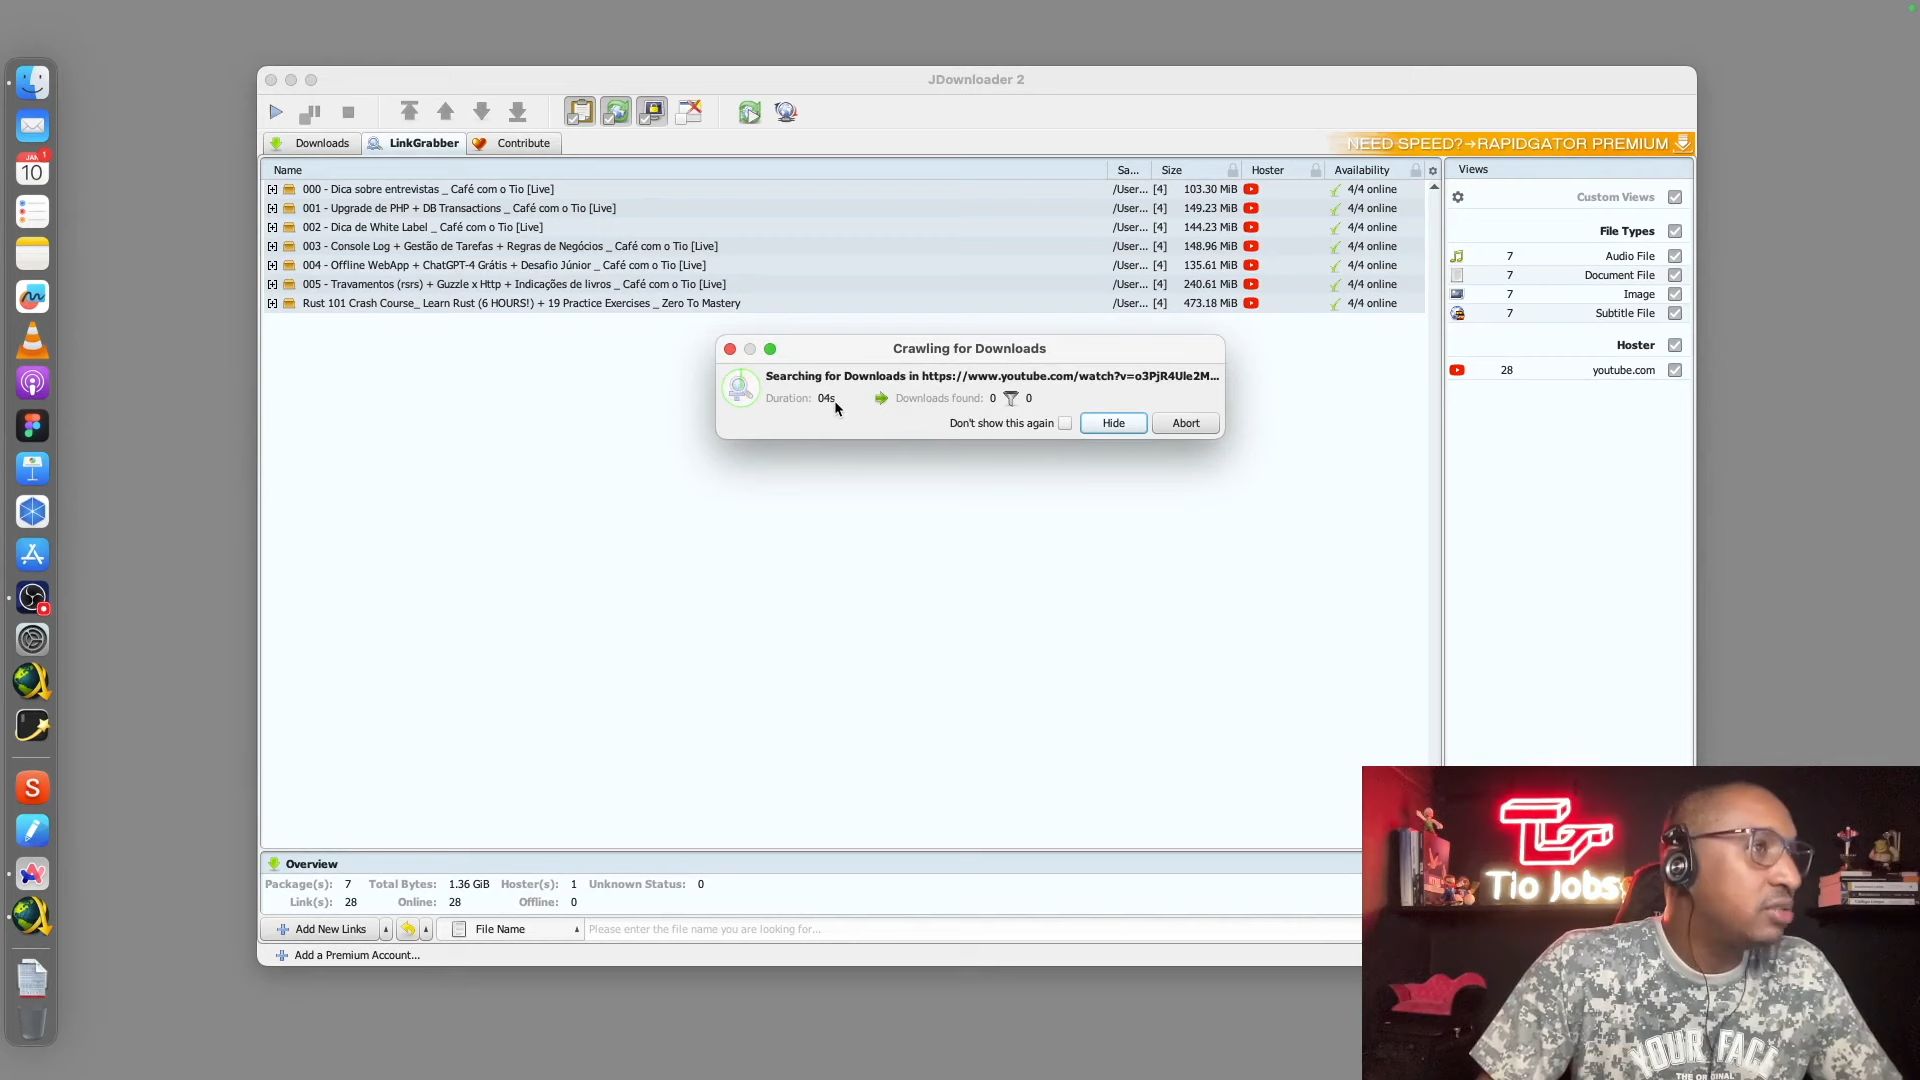 JDownloader 2
Downloads LinkGrabber Contribute NEED SPEED?→RAPIDGATOR PREMIUM
Name Sa... Size Hoster Availability
000 - Dica sobre entrevistas _ Café com o Tio [Live] /User... [4] 103.30 MiB 4/4 online
001 - Upgrade de PHP + DB Transactions _ Café com o Tio [Live] /User... [4] 149.23 MiB 4/4 online
002 - Dica de White Label _ Café com o Tio [Live] /User... [4] 144.23 MiB 4/4 online
003 - Console Log + Gestão de Tarefas + Regras de Negócios _ Café com o Tio [Live] /User... [4] 148.96 MiB 4/4 online
004 - Offline WebApp + ChatGPT-4 Grátis + Desafio Júnior _ Café com o Tio [Live] /User... [4] 135.61 MiB 4/4 online
005 - Travamentos (rsrs) + Guzzle x Http + Indicações de livros _ Café com o Tio [Live] /User... [4] 240.61 MiB 4/4 online
Rust 101 Crash Course_ Learn Rust (6 HOURS!) + 19 Practice Exercises _ Zero To Mastery /User... [4] 473.18 MiB 4/4 online
Views
Custom Views
File Types
7 Audio File
7 Document File
7 Image
7 Subtitle File
Hoster
28 youtube.com
Crawling for Downloads
Searching for Downloads in https://www.youtube.com/watch?v=o3PjR4Ule2M...
Duration: 04s Downloads found: 0 0
Don't show this again Hide Abort
Overview
Package(s): 7 Total Bytes: 1.36 GiB Hoster(s): 1 Unknown Status: 0
Link(s): 28 Online: 28 Offline: 0
Add New Links File Name Please enter the file name you are looking for...
Add a Premium Account...
JAN 1
10
S
Tio Jobs
YOUR FACE
THE ORIGINAL